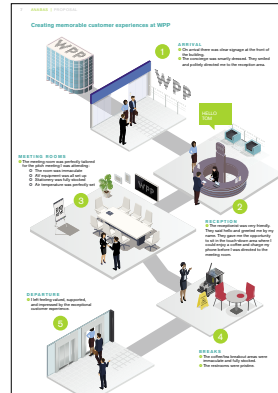 Creating memorable customer experiences at WPP
WPP
1
ARRIVAL
On arrival there was clear signage at the front of
the building.
The concierge was smartly dressed. They smiled
and politely directed me to the reception area.
WPP
HELLO
TOM
MEETING ROOMS
The meeting room was perfectly tailored
for the pitch meeting I was attending.
The room was immaculate
AV equipment was all set up
Stationery was fully stocked
Air temperature was perfectly set
3
WPP
2
RECEPTION
The receptionist was very friendly.
They said hello and greeted me by my
name. They gave me the opportunity
to sit in the touch-down area where I
could enjoy a coffee and charge my
phone before I was directed to the
meeting room.
DEPARTURE
I left feeling valued, supported,
and impressed by the exceptional
customer experience.
5
4
BREAKS
The coffee/tea breakout areas were
immaculate and fully stocked.
The restrooms were pristine.